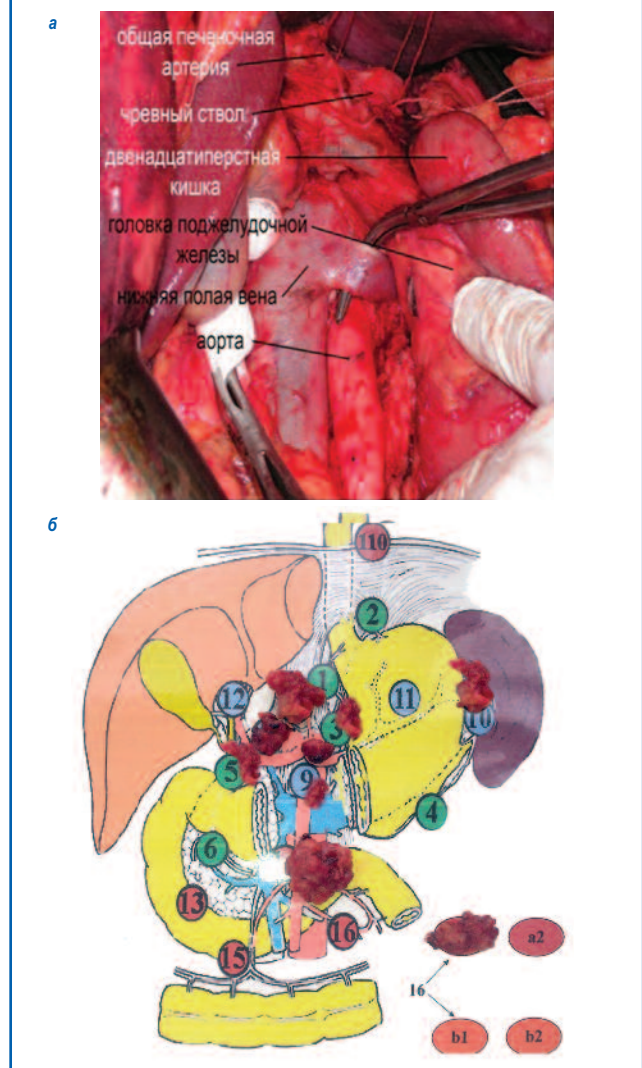 а
общая печеночная
артерия
чревный ствол
двенадцатиперстная
кишка
головка поджелудочной
железы
нижняя полая вена
аорта
б
110
2
1
12
11
10
3
5
9
4
6
13
16
15
a2
16
b1
b2